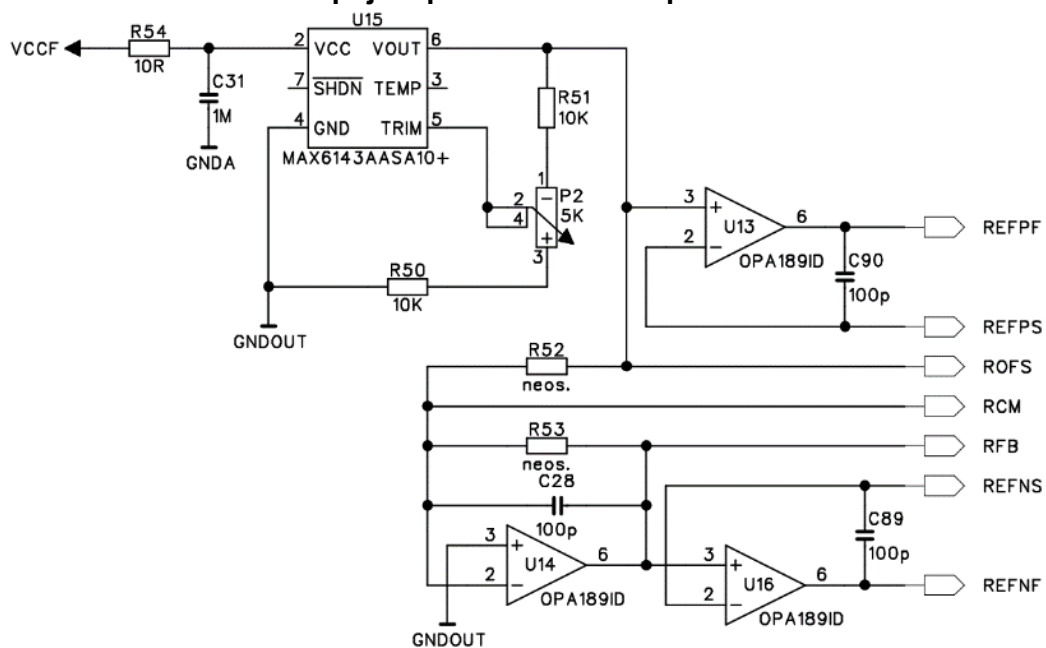 U15
R54
VCCF
10R
2 VCC VOUT 6
C31
1M
7 SHDN TEMP 3
R51
10K
4 GND TRIM 5
GNDA
MAX6143AASA10+
1
2
4
P2
5K
3
3
2
U13
6
OPA189ID
REFPF
C90
100p
R50
10K
GNDOUT
REFPS
R52
neos.
ROFS
RCM
R53
neos.
RFB
C28
100p
REFNS
C89
100p
3
2
U14
6
OPA189ID
3
2
U16
6
OPA189ID
REFNF
GNDOUT